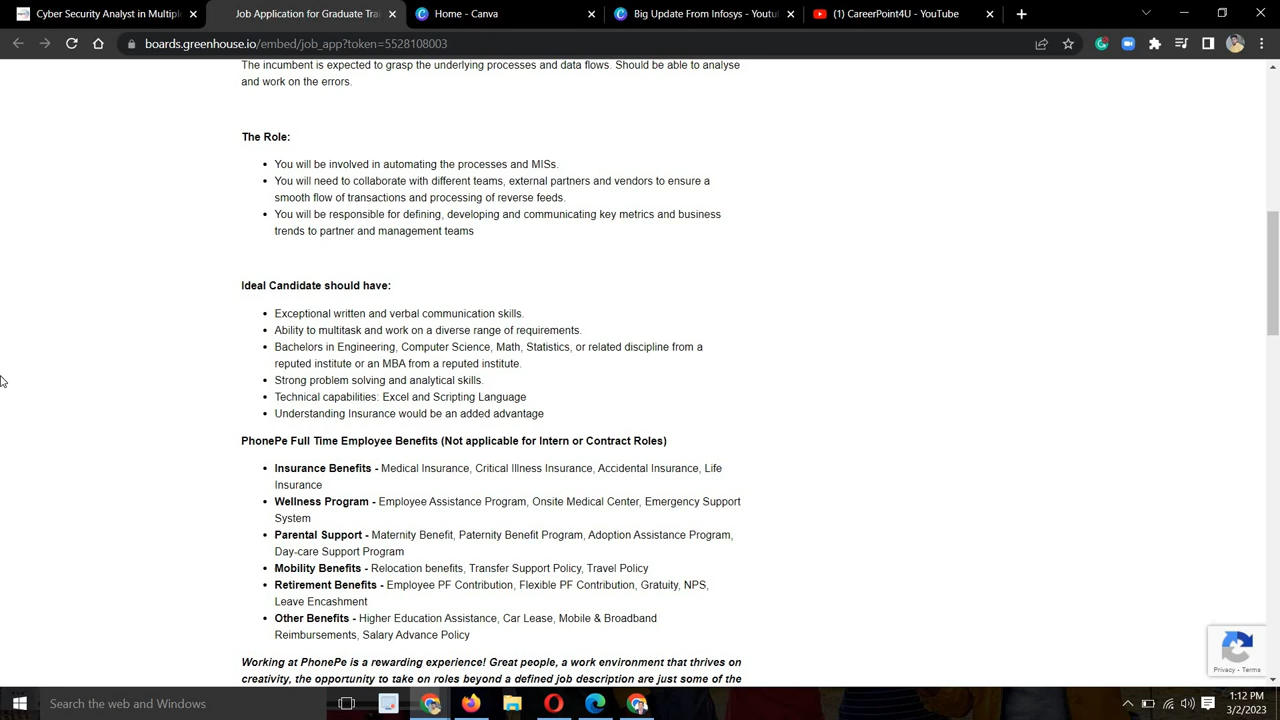 Cyber Security Analyst in Multiple
Job Application for Graduate Trai
Home - Canva
Big Update From Infosys - Youtu
(1) CareerPoint4U - YouTube
boards.greenhouse.io/embed/job_app?token=5528108003
The incumbent is expected to grasp the underlying processes and data flows. Should be able to analyse
and work on the errors.
The Role:
• You will be involved in automating the processes and MISs.
• You will need to collaborate with different teams, external partners and vendors to ensure a
smooth flow of transactions and processing of reverse feeds.
• You will be responsible for defining, developing and communicating key metrics and business
trends to partner and management teams
Ideal Candidate should have:
• Exceptional written and verbal communication skills.
• Ability to multitask and work on a diverse range of requirements.
• Bachelors in Engineering, Computer Science, Math, Statistics, or related discipline from a
reputed institute or an MBA from a reputed institute.
• Strong problem solving and analytical skills.
• Technical capabilities: Excel and Scripting Language
• Understanding Insurance would be an added advantage
PhonePe Full Time Employee Benefits (Not applicable for Intern or Contract Roles)
• Insurance Benefits - Medical Insurance, Critical Illness Insurance, Accidental Insurance, Life
Insurance
• Wellness Program - Employee Assistance Program, Onsite Medical Center, Emergency Support
System
• Parental Support - Maternity Benefit, Paternity Benefit Program, Adoption Assistance Program,
Day-care Support Program
• Mobility Benefits - Relocation benefits, Transfer Support Policy, Travel Policy
• Retirement Benefits - Employee PF Contribution, Flexible PF Contribution, Gratuity, NPS,
Leave Encashment
• Other Benefits - Higher Education Assistance, Car Lease, Mobile & Broadband
Reimbursements, Salary Advance Policy
Working at PhonePe is a rewarding experience! Great people, a work environment that thrives on
creativity, the opportunity to take on roles beyond a defined job description are just some of the
Privacy - Terms
Search the web and Windows
1:12 PM
3/2/2023